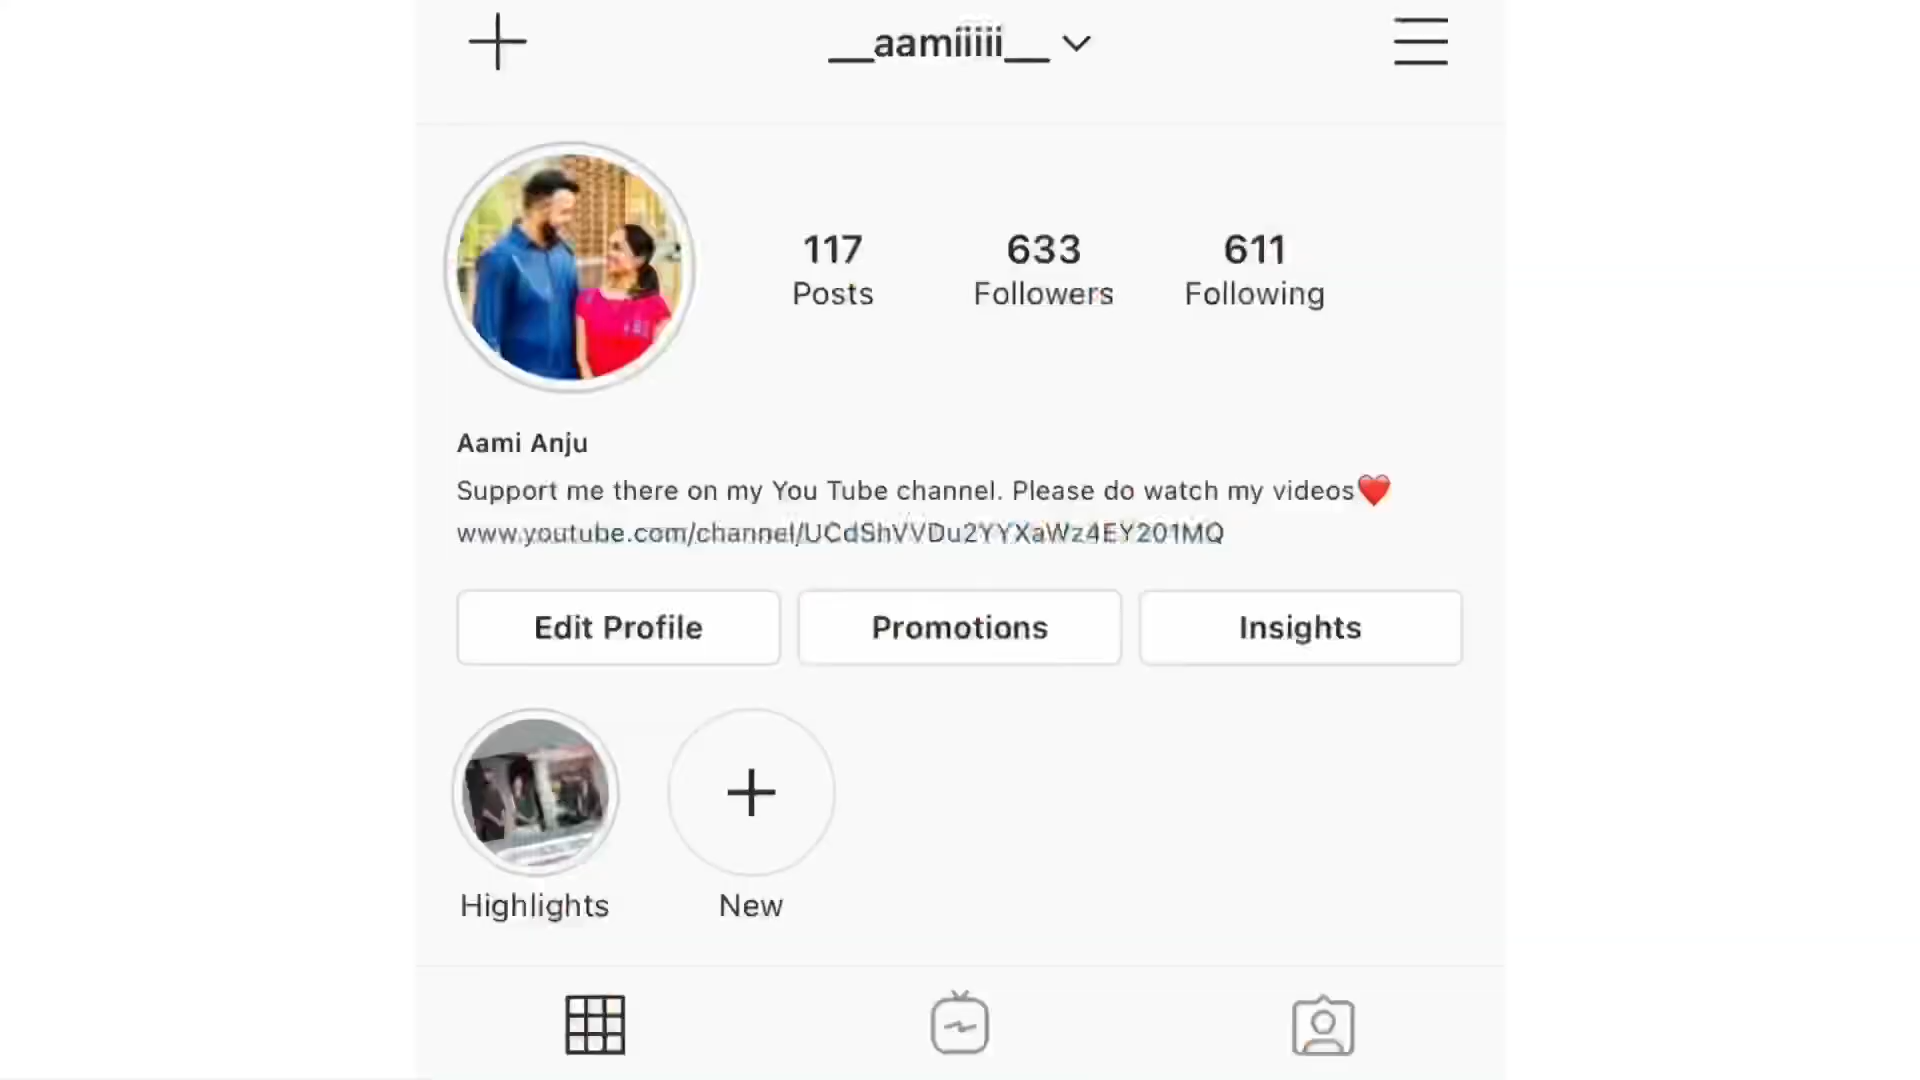 __aamiiiii__
117 633 611
Posts Followers Following
Aami Anju
Support me there on my You Tube channel. Please do watch my videos❤️
www.youtube.com/channel/UCdShVVDu2YYXaWz4EY201MQ
Edit Profile Promotions Insights
Highlights New